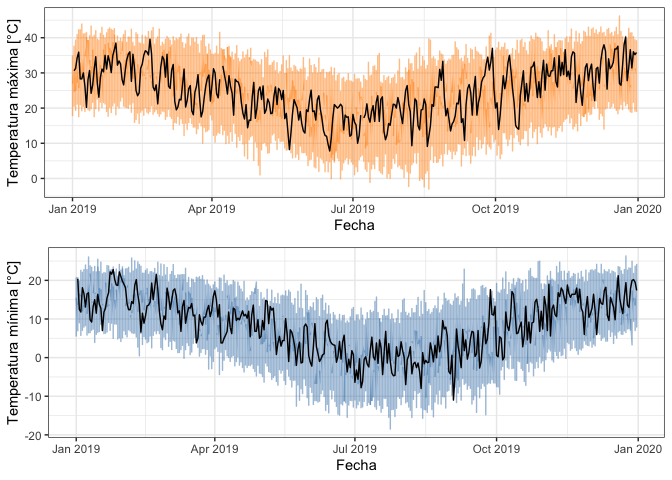 Temperatura máxima [°C]
40
30
20
10
0
Jan 2019
Apr 2019
Jul 2019
Oct 2019
Jan 2020
Fecha
Temperatura mínima [°C]
20
10
0
-10
-20
Jan 2019
Apr 2019
Jul 2019
Oct 2019
Jan 2020
Fecha